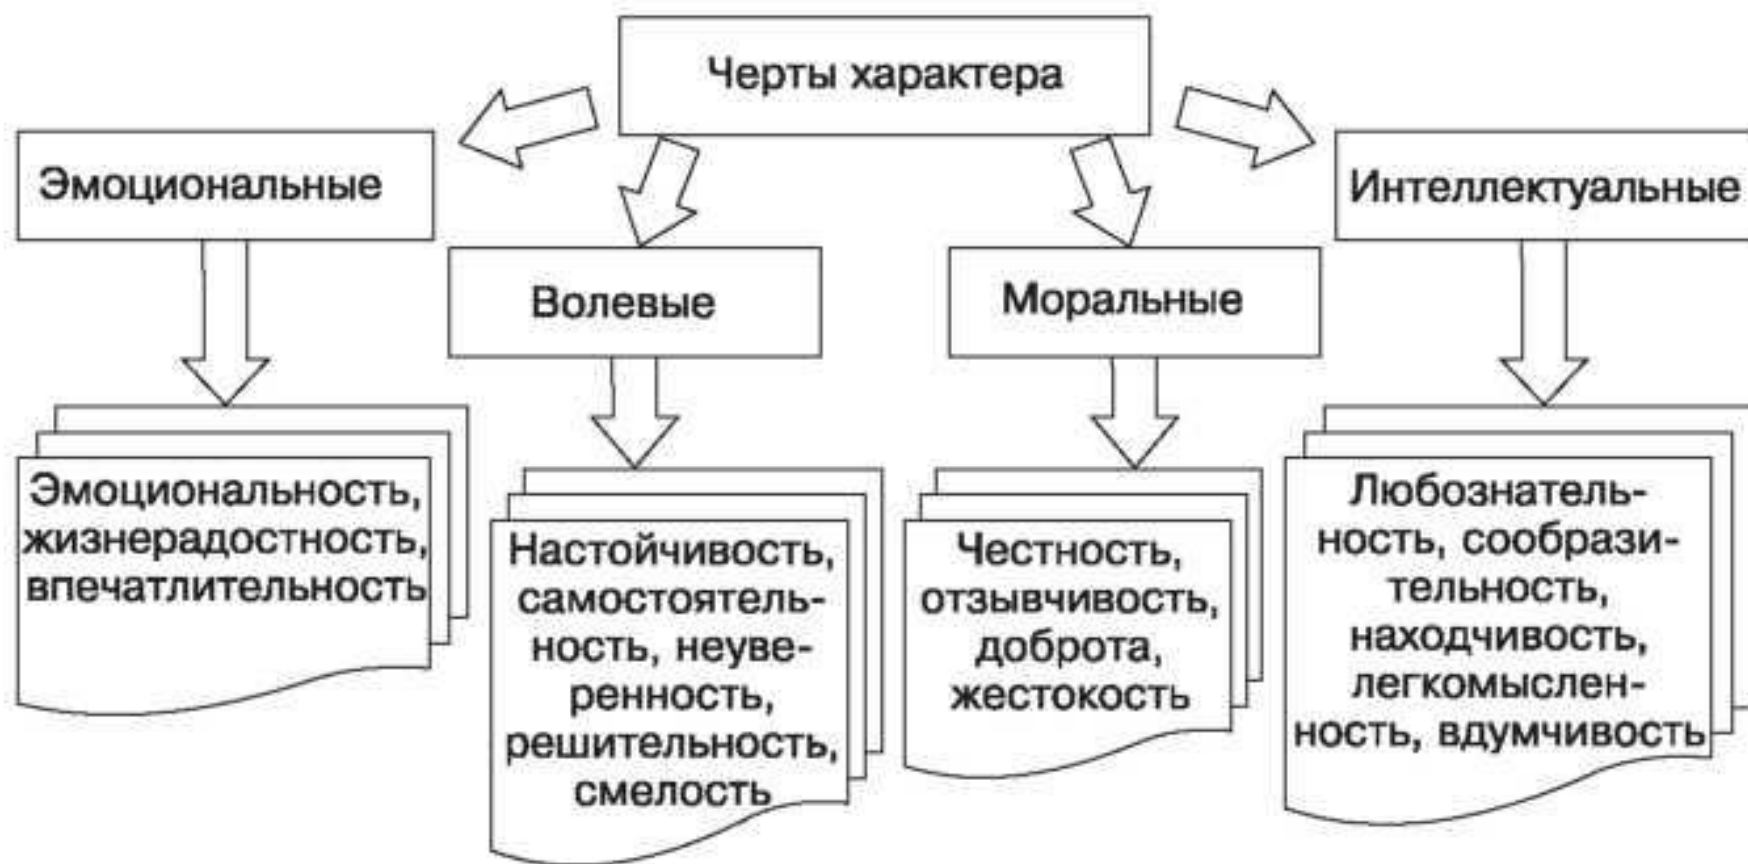 Черты характера
Эмоциональные
Интеллектуальные
Волевые
Моральные
Эмоциональность,
жизнерадостность,
впечатлительность
Настойчивость,
самостоятель-
ность, неуве-
ренность,
решительность,
смелость
Честность,
отзывчивость,
доброта,
жестокость
Любознатель-
ность, сообрази-
тельность,
находчивость,
легкомыслен-
ность, вдумчивость